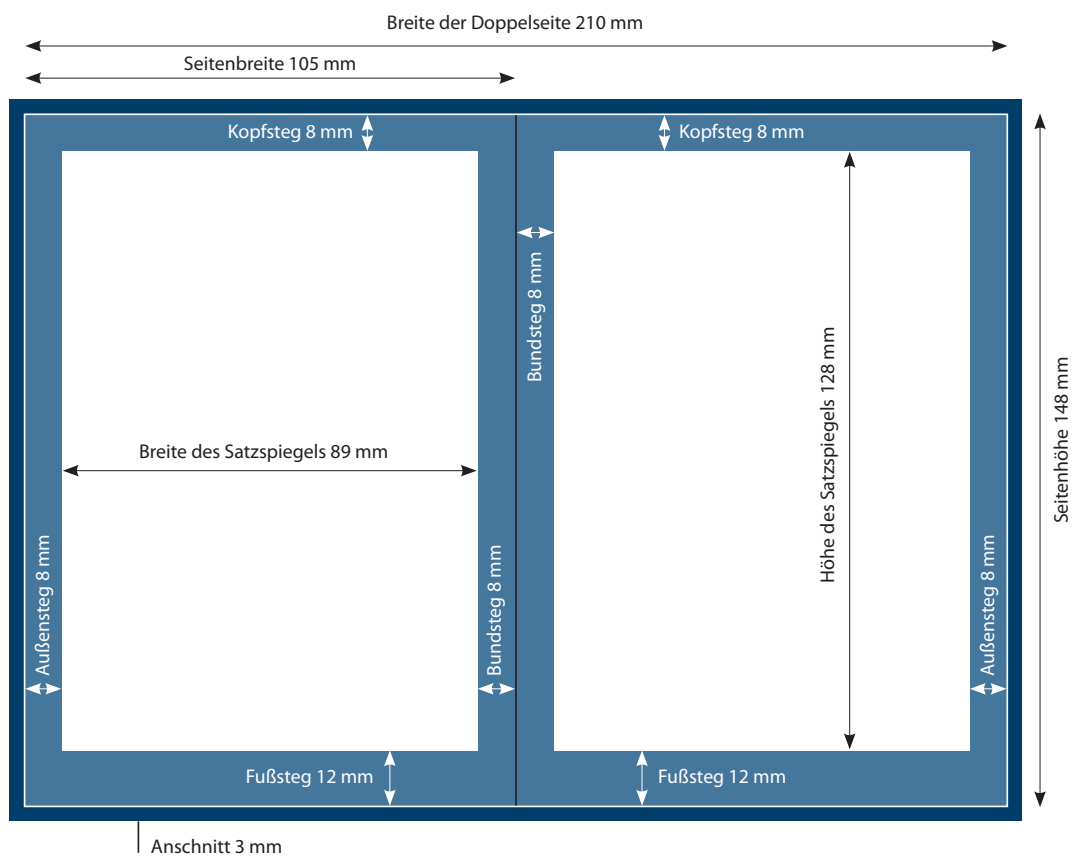 Breite der Doppelseite 210 mm
Seitenbreite 105 mm
Kopfsteg 8 mm
Kopfsteg 8 mm
Bundsteg 8 mm
Höhe des Satzspiegels 128 mm
Seitenhöhe 148 mm
Breite des Satzspiegels 89 mm
Außensteg 8 mm
Bundsteg 8 mm
Außensteg 8 mm
Fußsteg 12 mm
Fußsteg 12 mm
Anschnitt 3 mm